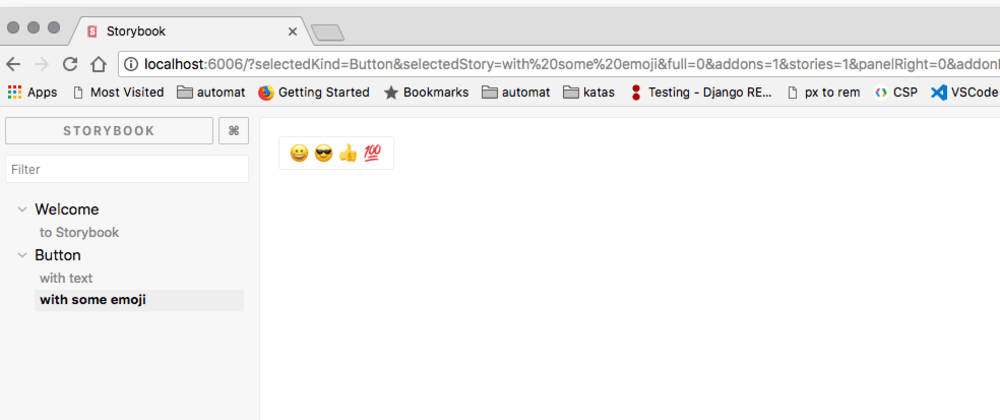 Storybook
localhost:6006/?selectedKind=Button&selectedStory=with%20some%20emoji&full=0&addons=1&stories=1&panelRight=0&addon
Apps Most Visited automat Getting Started Bookmarks automat katas Testing - Django RE... px to rem CSP VSCode
STORYBOOK ⌘
Filter
😀 😎 👍 💯
Welcome
to Storybook
Button
with text
with some emoji